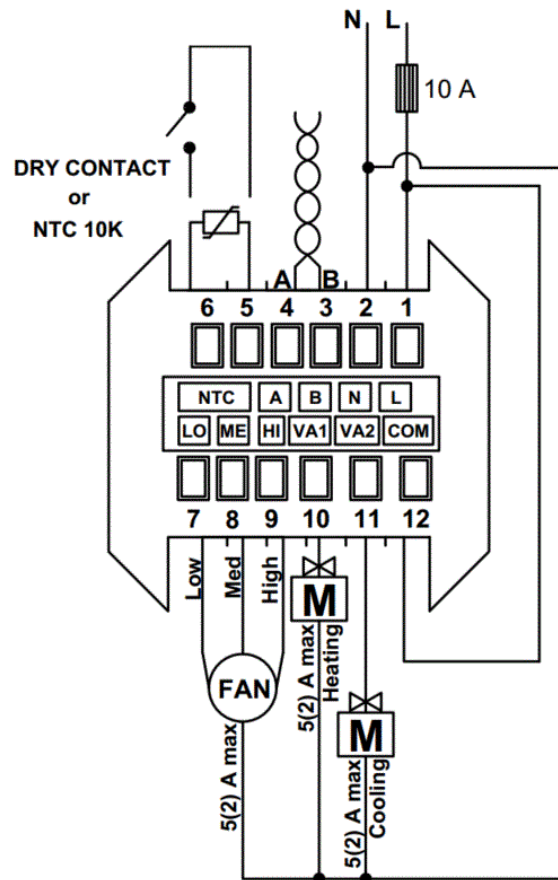 N L
10 A
DRY CONTACT
or
NTC 10K
A B
6 5 4 3 2 1
NTC A B N L
LO ME HI VA1 VA2 COM
7 8 9 10 11 12
Low Med High
M
5(2) A max
Heating
FAN
M
5(2) A max
5(2) A max
Cooling